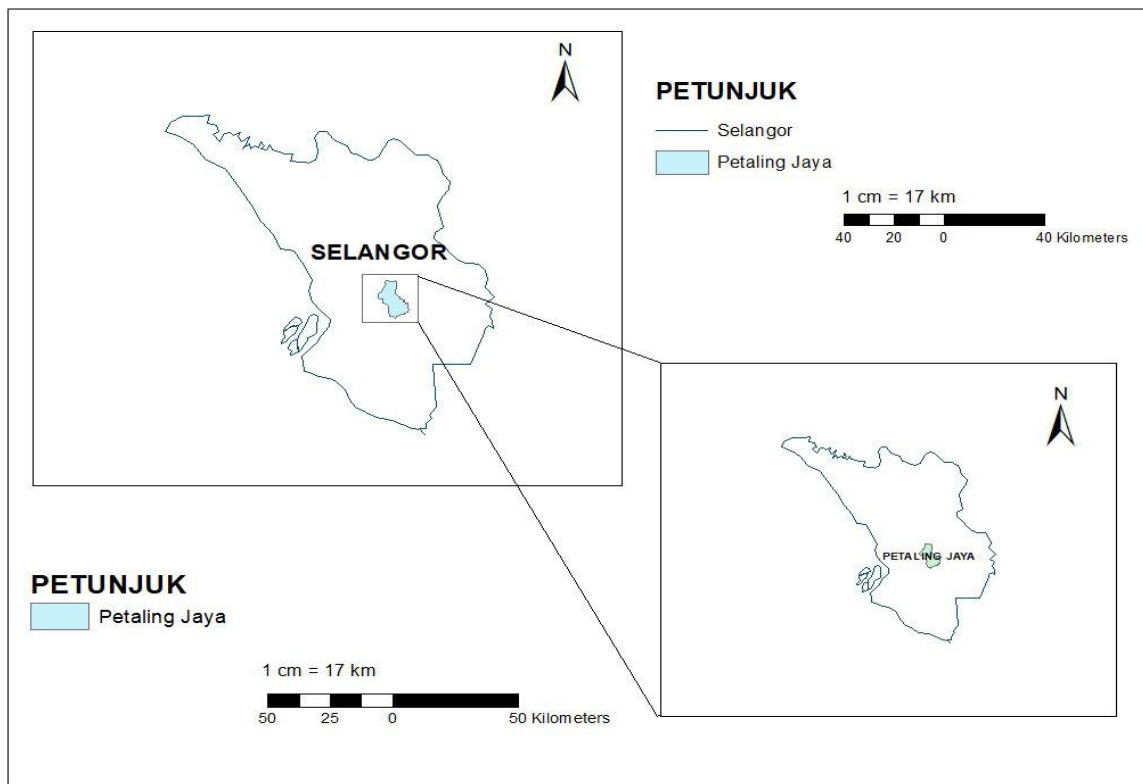 N
SELANGOR
PETUNJUK
Selangor
Petaling Jaya
1 cm = 17 km
40 20 0 40 Kilometers
N
PETALING JAYA
PETUNJUK
Petaling Jaya
1 cm = 17 km
50 25 0 50 Kilometers